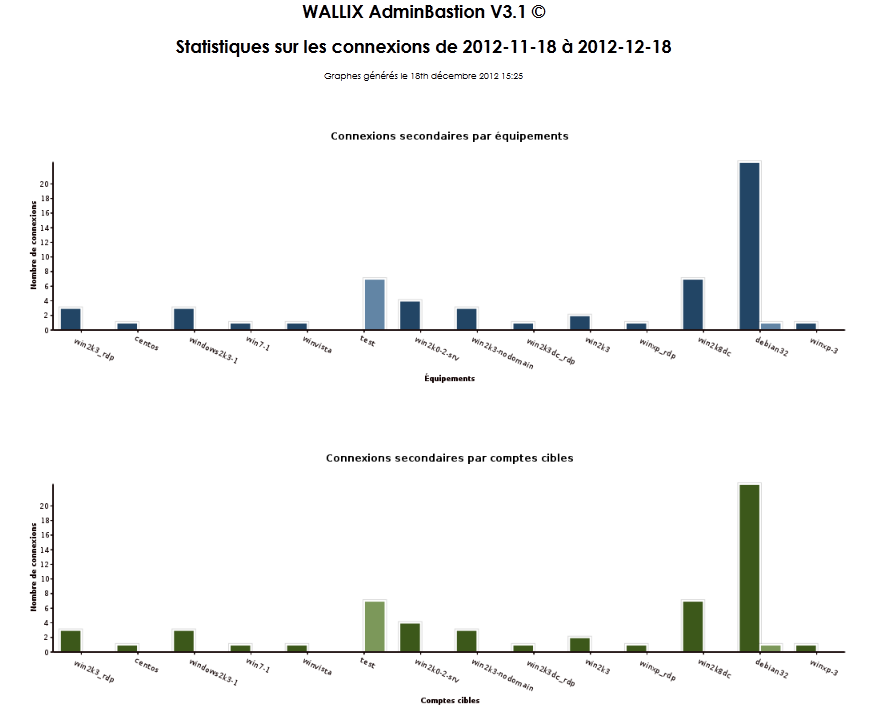 WALLIX AdminBastion V3.1 ©
Statistiques sur les connexions de 2012-11-18 à 2012-12-18
Graphes générés le 18th décembre 2012 15:25
Connexions secondaires par équipements
Nombre de connexions
20
18
16
14
12
10
8
6
4
2
0
win2k3_rdp
centos
windows2k3-1
win7-1
winvista
test
win2k0-2-srv
win2k3-nodomain
win2k3dc_rdp
win2k3
winxp_rdp
win2k8dc
debian32
winxp-3
Équipements
Connexions secondaires par comptes cibles
Nombre de connexions
20
18
16
14
12
10
8
6
4
2
0
win2k3_rdp
centos
windows2k3-1
win7-1
winvista
test
win2k0-2-srv
win2k3-nodomain
win2k3dc_rdp
win2k3
winxp_rdp
win2k8dc
debian32
winxp-3
Comptes cibles